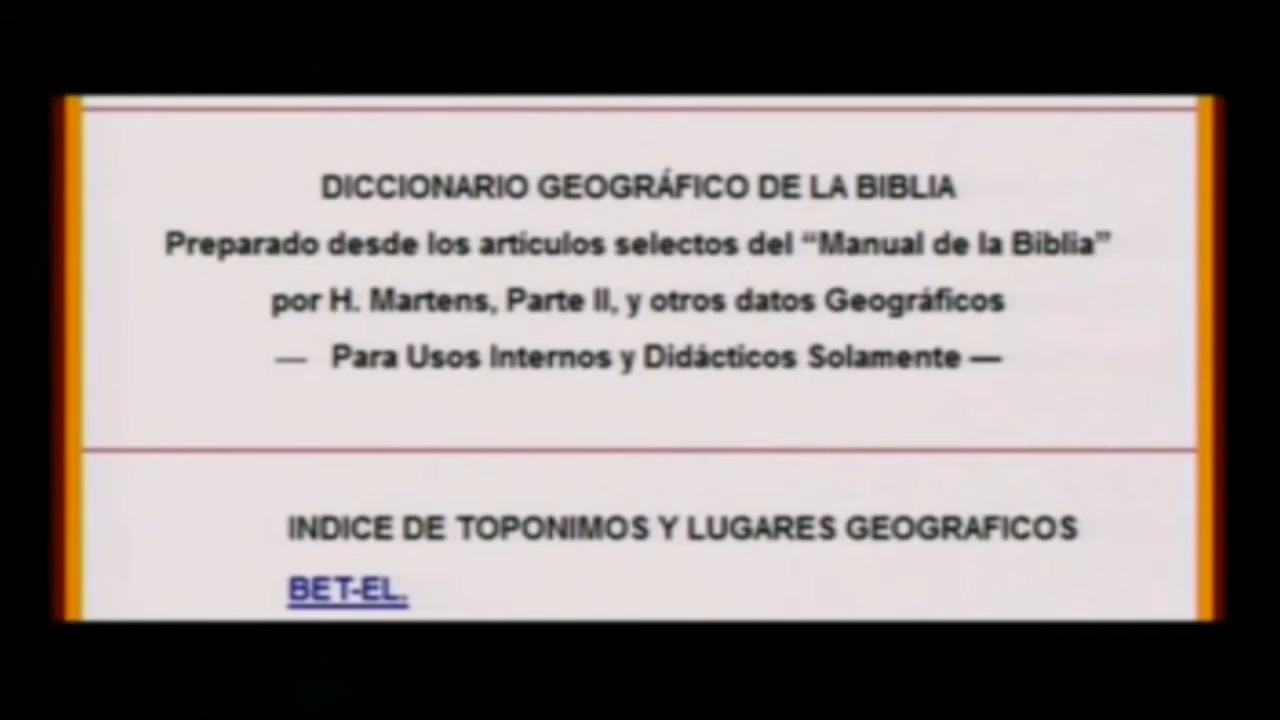 DICCIONARIO GEOGRÁFICO DE LA BIBLIA
Preparado desde los articulos selectos del “Manual de la Biblia”
por H. Martens, Parte II, y otros datos Geográficos
— Para Usos Internos y Didácticos Solamente —
INDICE DE TOPONIMOS Y LUGARES GEOGRAFICOS
BET-EL.